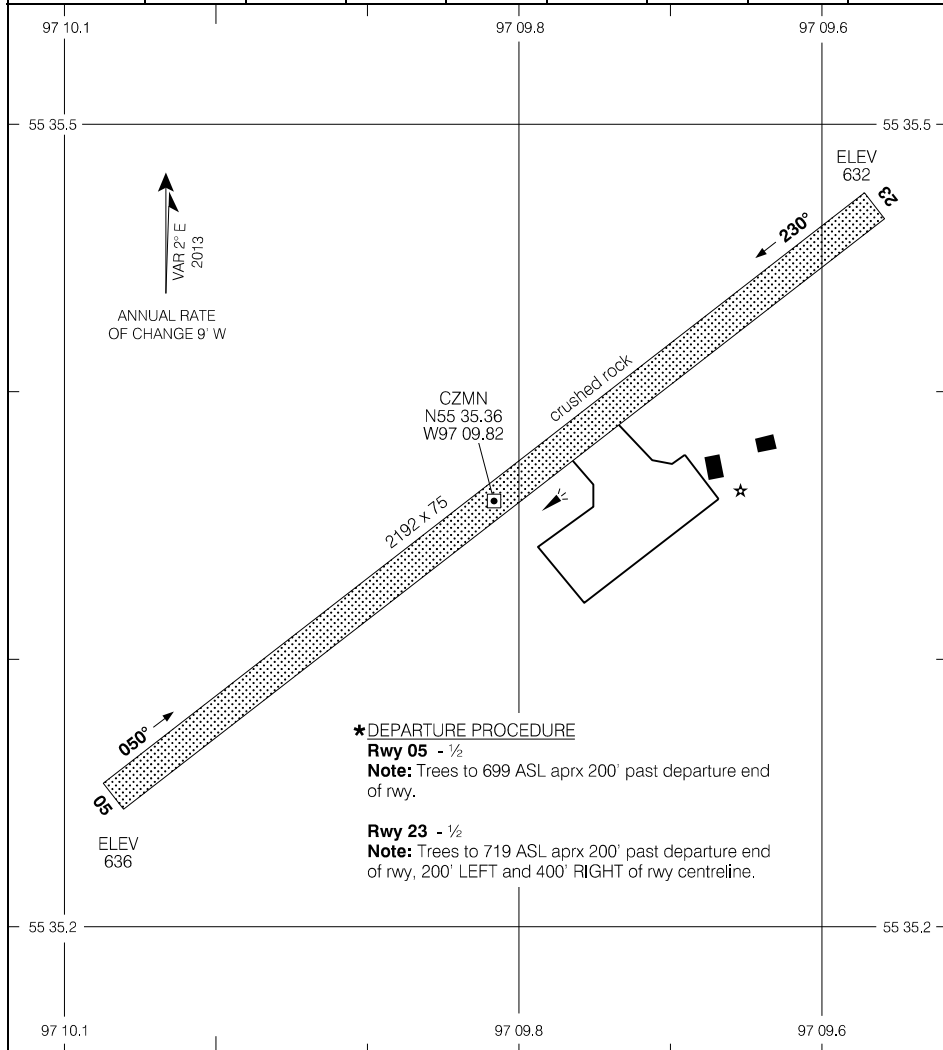 97 10.1
97 09.8
97 09.6
55 35.5
55 35.5
ELEV
632
23
230°
VAR 2° E
2013
ANNUAL RATE
OF CHANGE 9' W
crushed rock
CZMN
N55 35.36
W97 09.82
2192 x 75
050°
05
ELEV
636
*DEPARTURE PROCEDURE
Rwy 05 - ½
Note: Trees to 699 ASL aprx 200' past departure end
of rwy.
Rwy 23 - ½
Note: Trees to 719 ASL aprx 200' past departure end
of rwy, 200' LEFT and 400' RIGHT of rwy centreline.
55 35.2
55 35.2
97 10.1
97 09.8
97 09.6